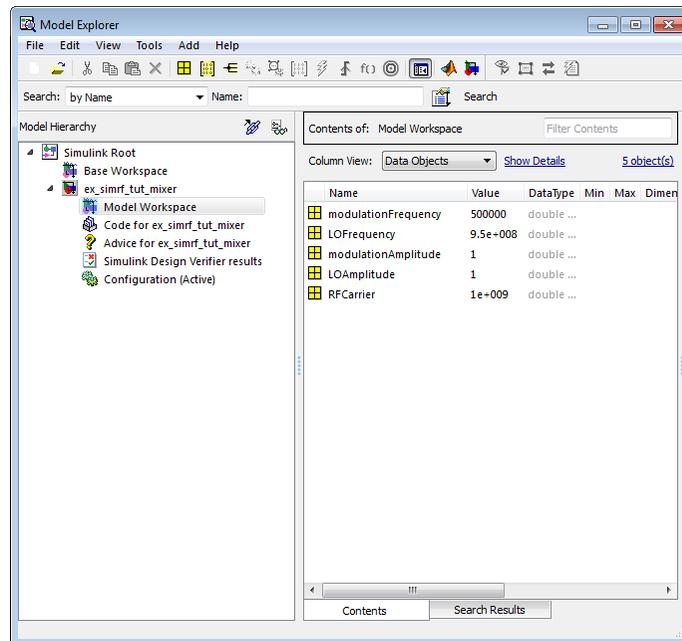 Model Explorer
File Edit View Tools Add Help
f()
Search: by Name Name: Search
Model Hierarchy
Simulink Root
Base Workspace
ex_simrf_tut_mixer
Model Workspace
Code for ex_simrf_tut_mixer
Advice for ex_simrf_tut_mixer
Simulink Design Verifier results
Configuration (Active)
Contents of: Model Workspace Filter Contents
Column View: Data Objects Show Details 5 object(s)
Name Value DataType Min Max Dimen
modulationFrequency 500000 double ...
LOFrequency 9.5e+008 double ...
modulationAmplitude 1 double ...
LOAmplitude 1 double ...
RFCarrier 1e+009 double ...
Contents Search Results